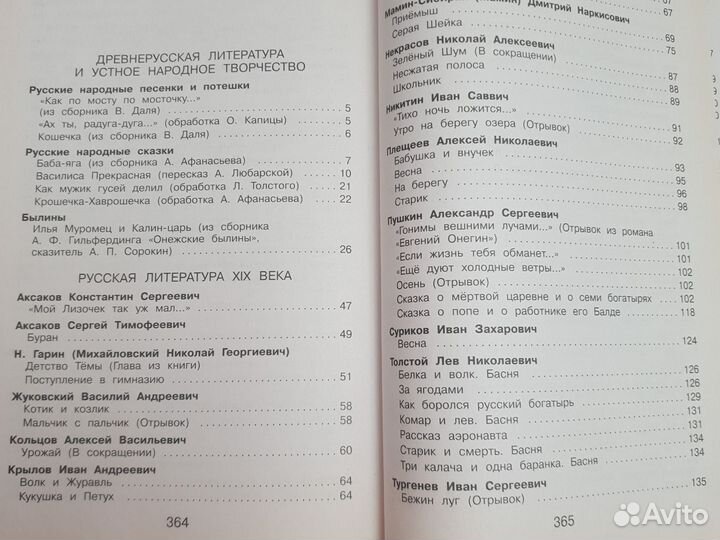 ДРЕВНЕРУССКАЯ ЛИТЕРАТУРА
И УСТНОЕ НАРОДНОЕ ТВОРЧЕСТВО
Русские народные песенки и потешки
«Как по мосту по мосточку...»
(из сборника В. Даля) 5
«Ах ты, радуга-дуга...» (обработка О. Капицы) 5
Кошечка (из сборника В. Даля) 6
Русские народные сказки
Баба-яга (из сборника А. Афанасьева) 7
Василиса Прекрасная (пересказ А. Любарской) 10
Как мужик гусей делил (обработка Л. Толстого) 21
Крошечка-Хаврошечка (обработка А. Афанасьева) 22
Былины
Илья Муромец и Калин-царь (из сборника
А. Ф. Гильфердинга «Онежские былины»,
сказитель А. П. Сорокин) 26
РУССКАЯ ЛИТЕРАТУРА XIX ВЕКА
Аксаков Константин Сергеевич
«Мой Лизочек так уж мал...» 47
Аксаков Сергей Тимофеевич
Буран 49
Н. Гарин (Михайловский Николай Георгиевич)
Детство Тёмы (Глава из книги)
Поступление в гимназию 51
Жуковский Василий Андреевич
Котик и козлик 58
Мальчик с пальчик (Отрывок) 58
Кольцов Алексей Васильевич
Урожай (В сокращении) 60
Крылов Иван Андреевич
Волк и Журавль 64
Кукушка и Петух 64
364
67
Мамин-Сибиряк (Мамин) Дмитрий Наркисович
Приёмыш 69
Серая Шейка 75
Некрасов Николай Алексеевич
Зелёный Шум (В сокращении) 87
Несжатая полоса 88
Школьник 89
Никитин Иван Саввич
«Тихо ночь ложится...» 91
Утро на берегу озера (Отрывок) 92
Плещеев Алексей Николаевич
Бабушка и внучек 93
Весна 95
На берегу 96
Старик 98
Пушкин Александр Сергеевич
«Гонимы вешними лучами...» (Отрывок из романа
«Евгений Онегин») 101
«Если жизнь тебя обманет...»
«Ещё дуют холодные ветры...» 101
Осень (Отрывок) 102
Сказка о мёртвой царевне и о семи богатырях 102
Сказка о попе и о работнике его Балде 118
Суриков Иван Захарович
Весна 124
Толстой Лев Николаевич
Белка и волк. Басня 126
За ягодами 126
Как боролся русский богатырь 129
Комар и лев. Басня 131
Рассказ аэронавта 131
Старик и смерть. Басня 134
Три калача и одна баранка. Басня 134
Тургенев Иван Сергеевич
Бежин луг (Отрывок) 135
365
Avito